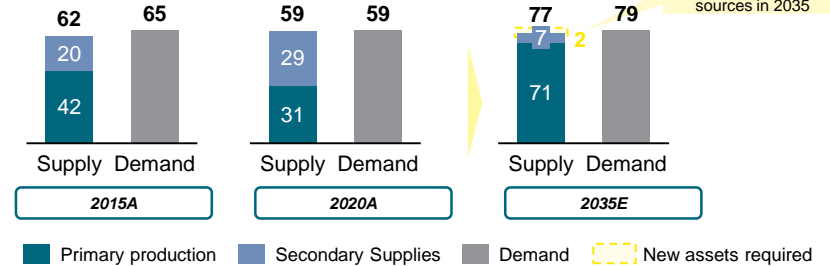 sources in 2035
62 65 59 59 77 79
20 29 7 2
42 31 71
Supply Demand Supply Demand Supply Demand
2015A 2020A 2035E
Primary production Secondary Supplies Demand New assets required